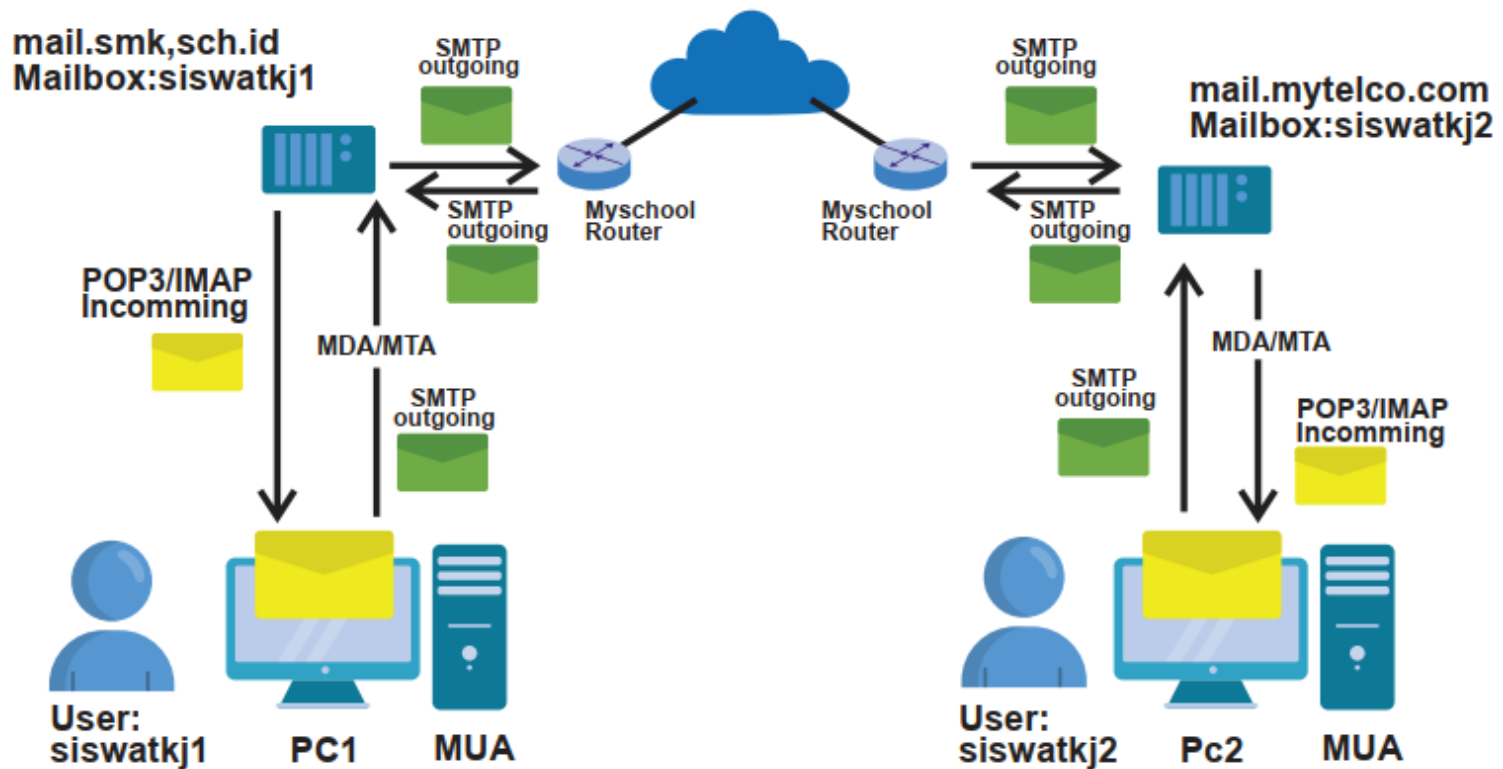 mail.smk,sch.id
Mailbox:siswatkj1
SMTP
outgoing
SMTP
outgoing
mail.mytelco.com
Mailbox:siswatkj2
SMTP
outgoing
Myschool
Router
Myschool
Router
SMTP
outgoing
POP3/IMAP
Incomming
MDA/MTA
SMTP
outgoing
MDA/MTA
SMTP
outgoing
POP3/IMAP
Incomming
User:
siswatkj1
PC1
MUA
User:
siswatkj2
Pc2
MUA